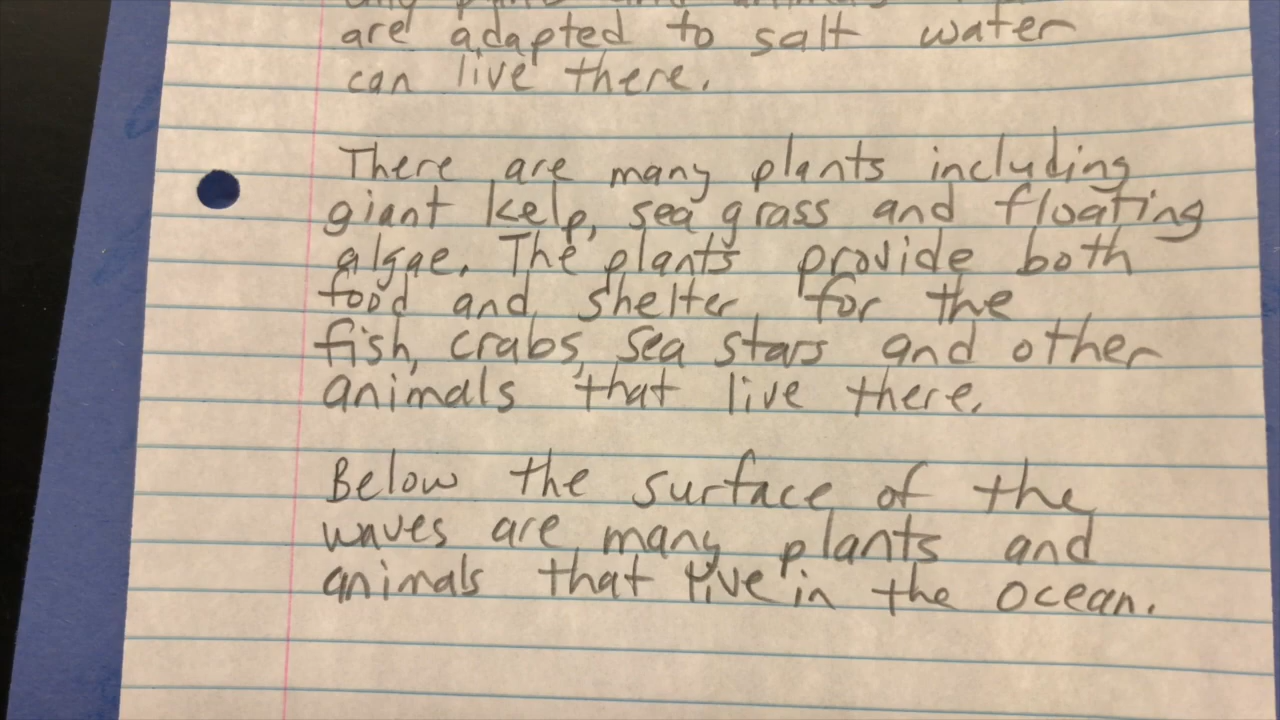 are adapted to salt water
can live there.
There are many plants including
giant kelp, sea grass and floating
algae. The plants provide both
food and shelter for the
fish, crabs, sea stars and other
animals that live there.
Below the surface of the
waves are many plants and
animals that live in the ocean.